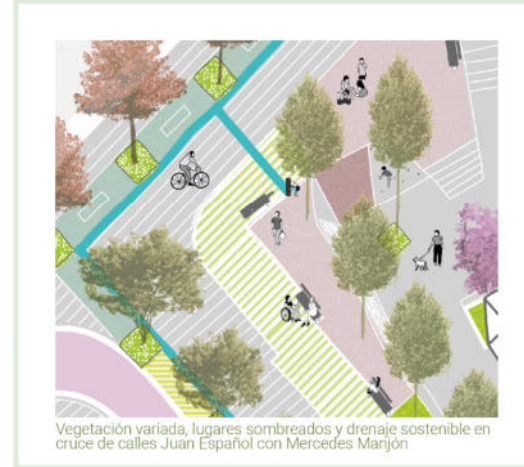 Vegetación variada, lugares sombreados y drenaje sostenible en
cruce de calles Juan Español con Mercedes Marijón